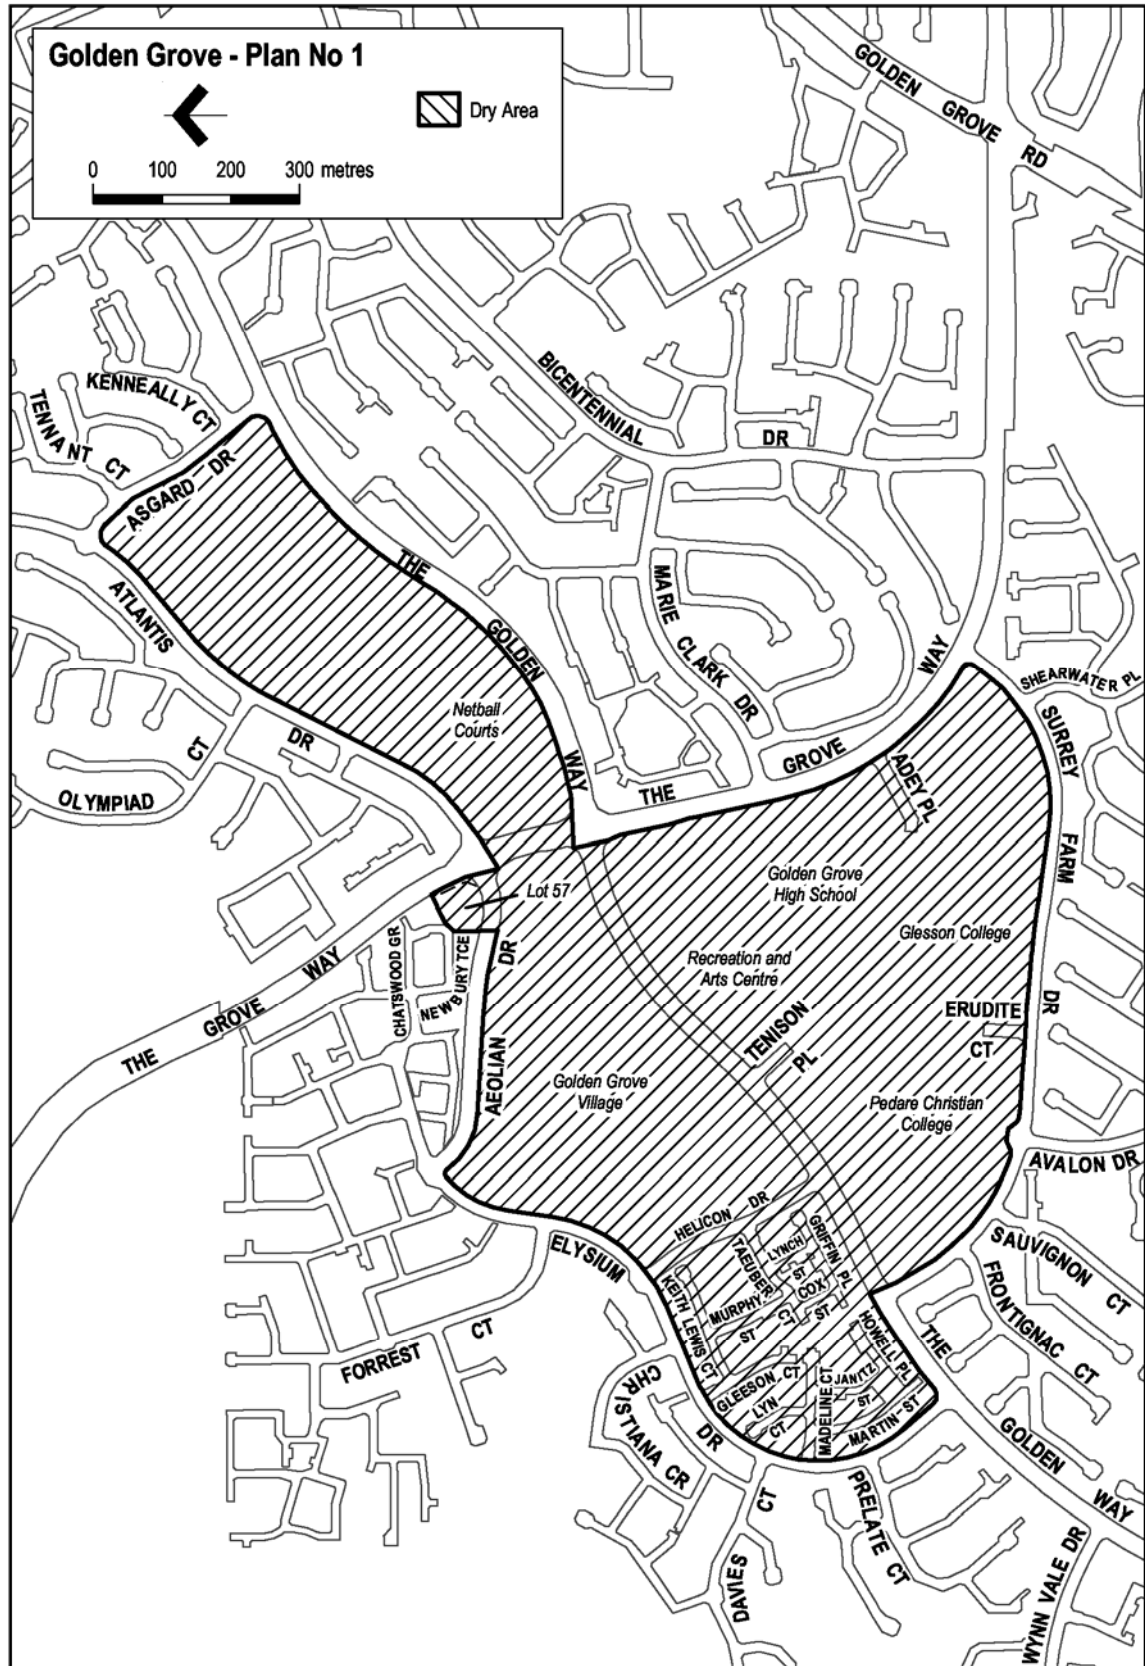 Golden Grove - Plan No 1
Dry Area
0 100 200 300 metres
GOLDEN GROVE RD
KENNEALLY CT
TENNANT CT
ASGARD DR
BICENTENNIAL
DR
ATLANTIS
DR
THE
GOLDEN
WAY
MARIE CLARK DR
WAY
GROVE
THE
SHEARWATER PL
SURREY
FARM
DR
Netball
Courts
CT
OLYMPIAD
ADEY PL
Golden Grove
High School
Lot 57
Glesson College
Recreation and
Arts Centre
CHATSWOOD GR
NEWBURY TCE
DR
AEOLIAN
THE GROVE WAY
TENISON
PL
ERUDITE
CT
Golden Grove
Village
Pedare Christian
College
AVALON DR
HELICON DR
GRIFFIN PL
LYNCH
ST
TAEUBER
CT
COX
ST
MURPHY
ST
KEITH LEWIS CT
ELYSIUM
DR
SAUVIGNON CT
FRONTIGNAC CT
HOWELL PL
THE
GOLDEN
WAY
FORREST
CT
GLEESON CT
LYN
CT
MADELINE CT
JANITZ
ST
MARTIN ST
CHRISTIANA CR
PRELATE CT
DAVIES
CT
WYNN VALE DR